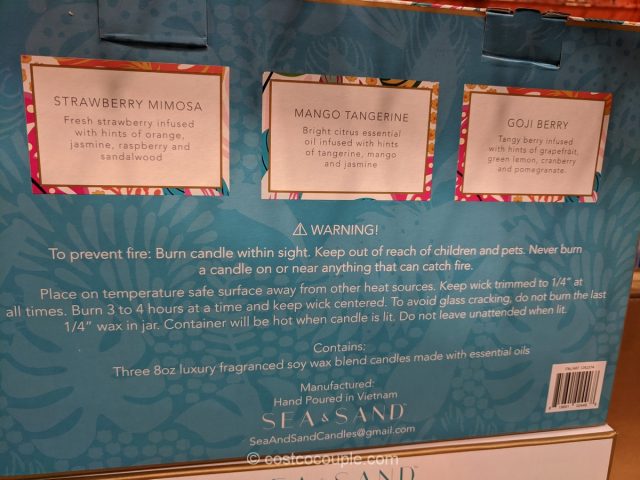 STRAWBERRY MIMOSA
Fresh strawberry infused
with hints of orange,
jasmine, raspberry and
sandalwood
MANGO TANGERINE
Bright citrus essential
oil infused with hints
of tangerine, mango
and jasmine
GOJI BERRY
Tangy berry infused
with hints of grapefruit,
green lemon, cranberry
and pomegranate.
⚠ WARNING!
To prevent fire: Burn candle within sight. Keep out of reach of children and pets. Never burn
a candle on or near anything that can catch fire.
Place on temperature safe surface away from other heat sources. Keep wick trimmed to 1/4" at
all times. Burn 3 to 4 hours at a time and keep wick centered. To avoid glass cracking, do not burn the last
1/4" wax in jar. Container will be hot when candle is lit. Do not leave unattended when lit.
Contains:
Three 8oz luxury fragranced soy wax blend candles made with essential oils
Manufactured:
Hand Poured in Vietnam
SEA & SAND™
SeaAndSandCandles@gmail.com
© costcocouple.com
SEA & SAND